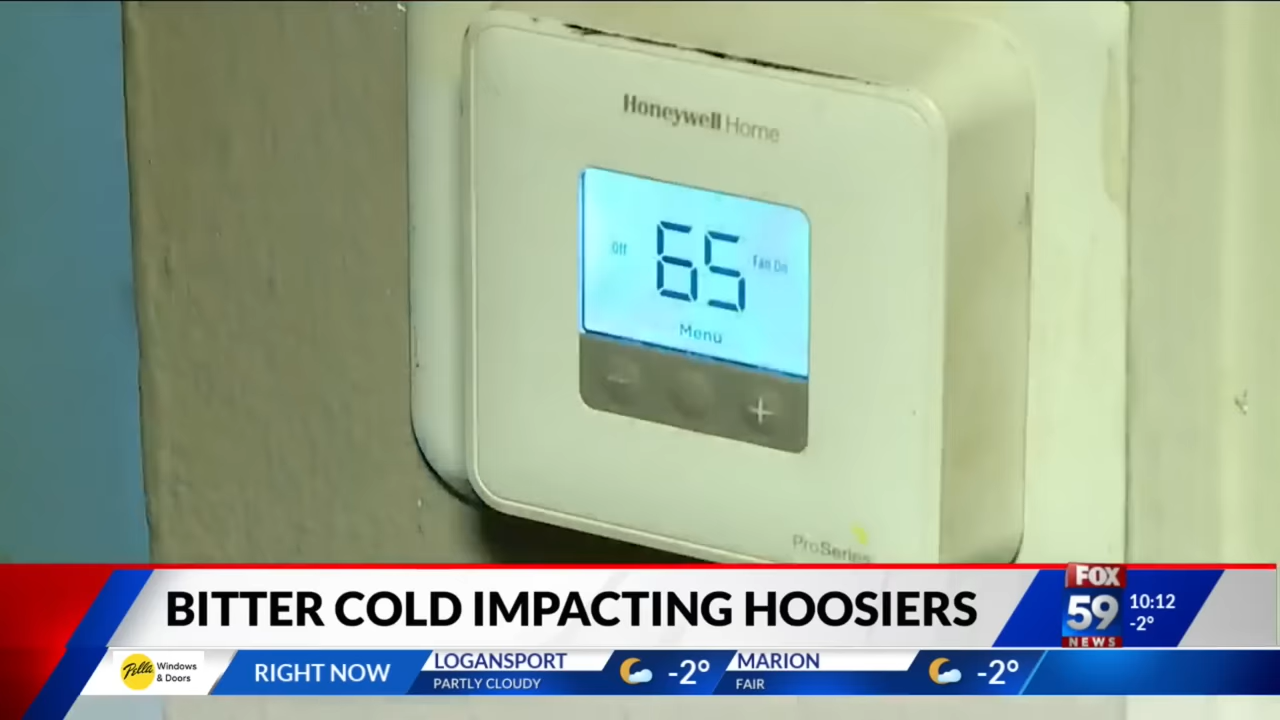 Honeywell Home
Off
65
Fan On
Menu
+
ProSeries
BITTER COLD IMPACTING HOOSIERS
FOX
59
NEWS
10:12
-2°
Pella Windows
& Doors
RIGHT NOW
LOGANSPORT
PARTLY CLOUDY
-2°
MARION
FAIR
-2°